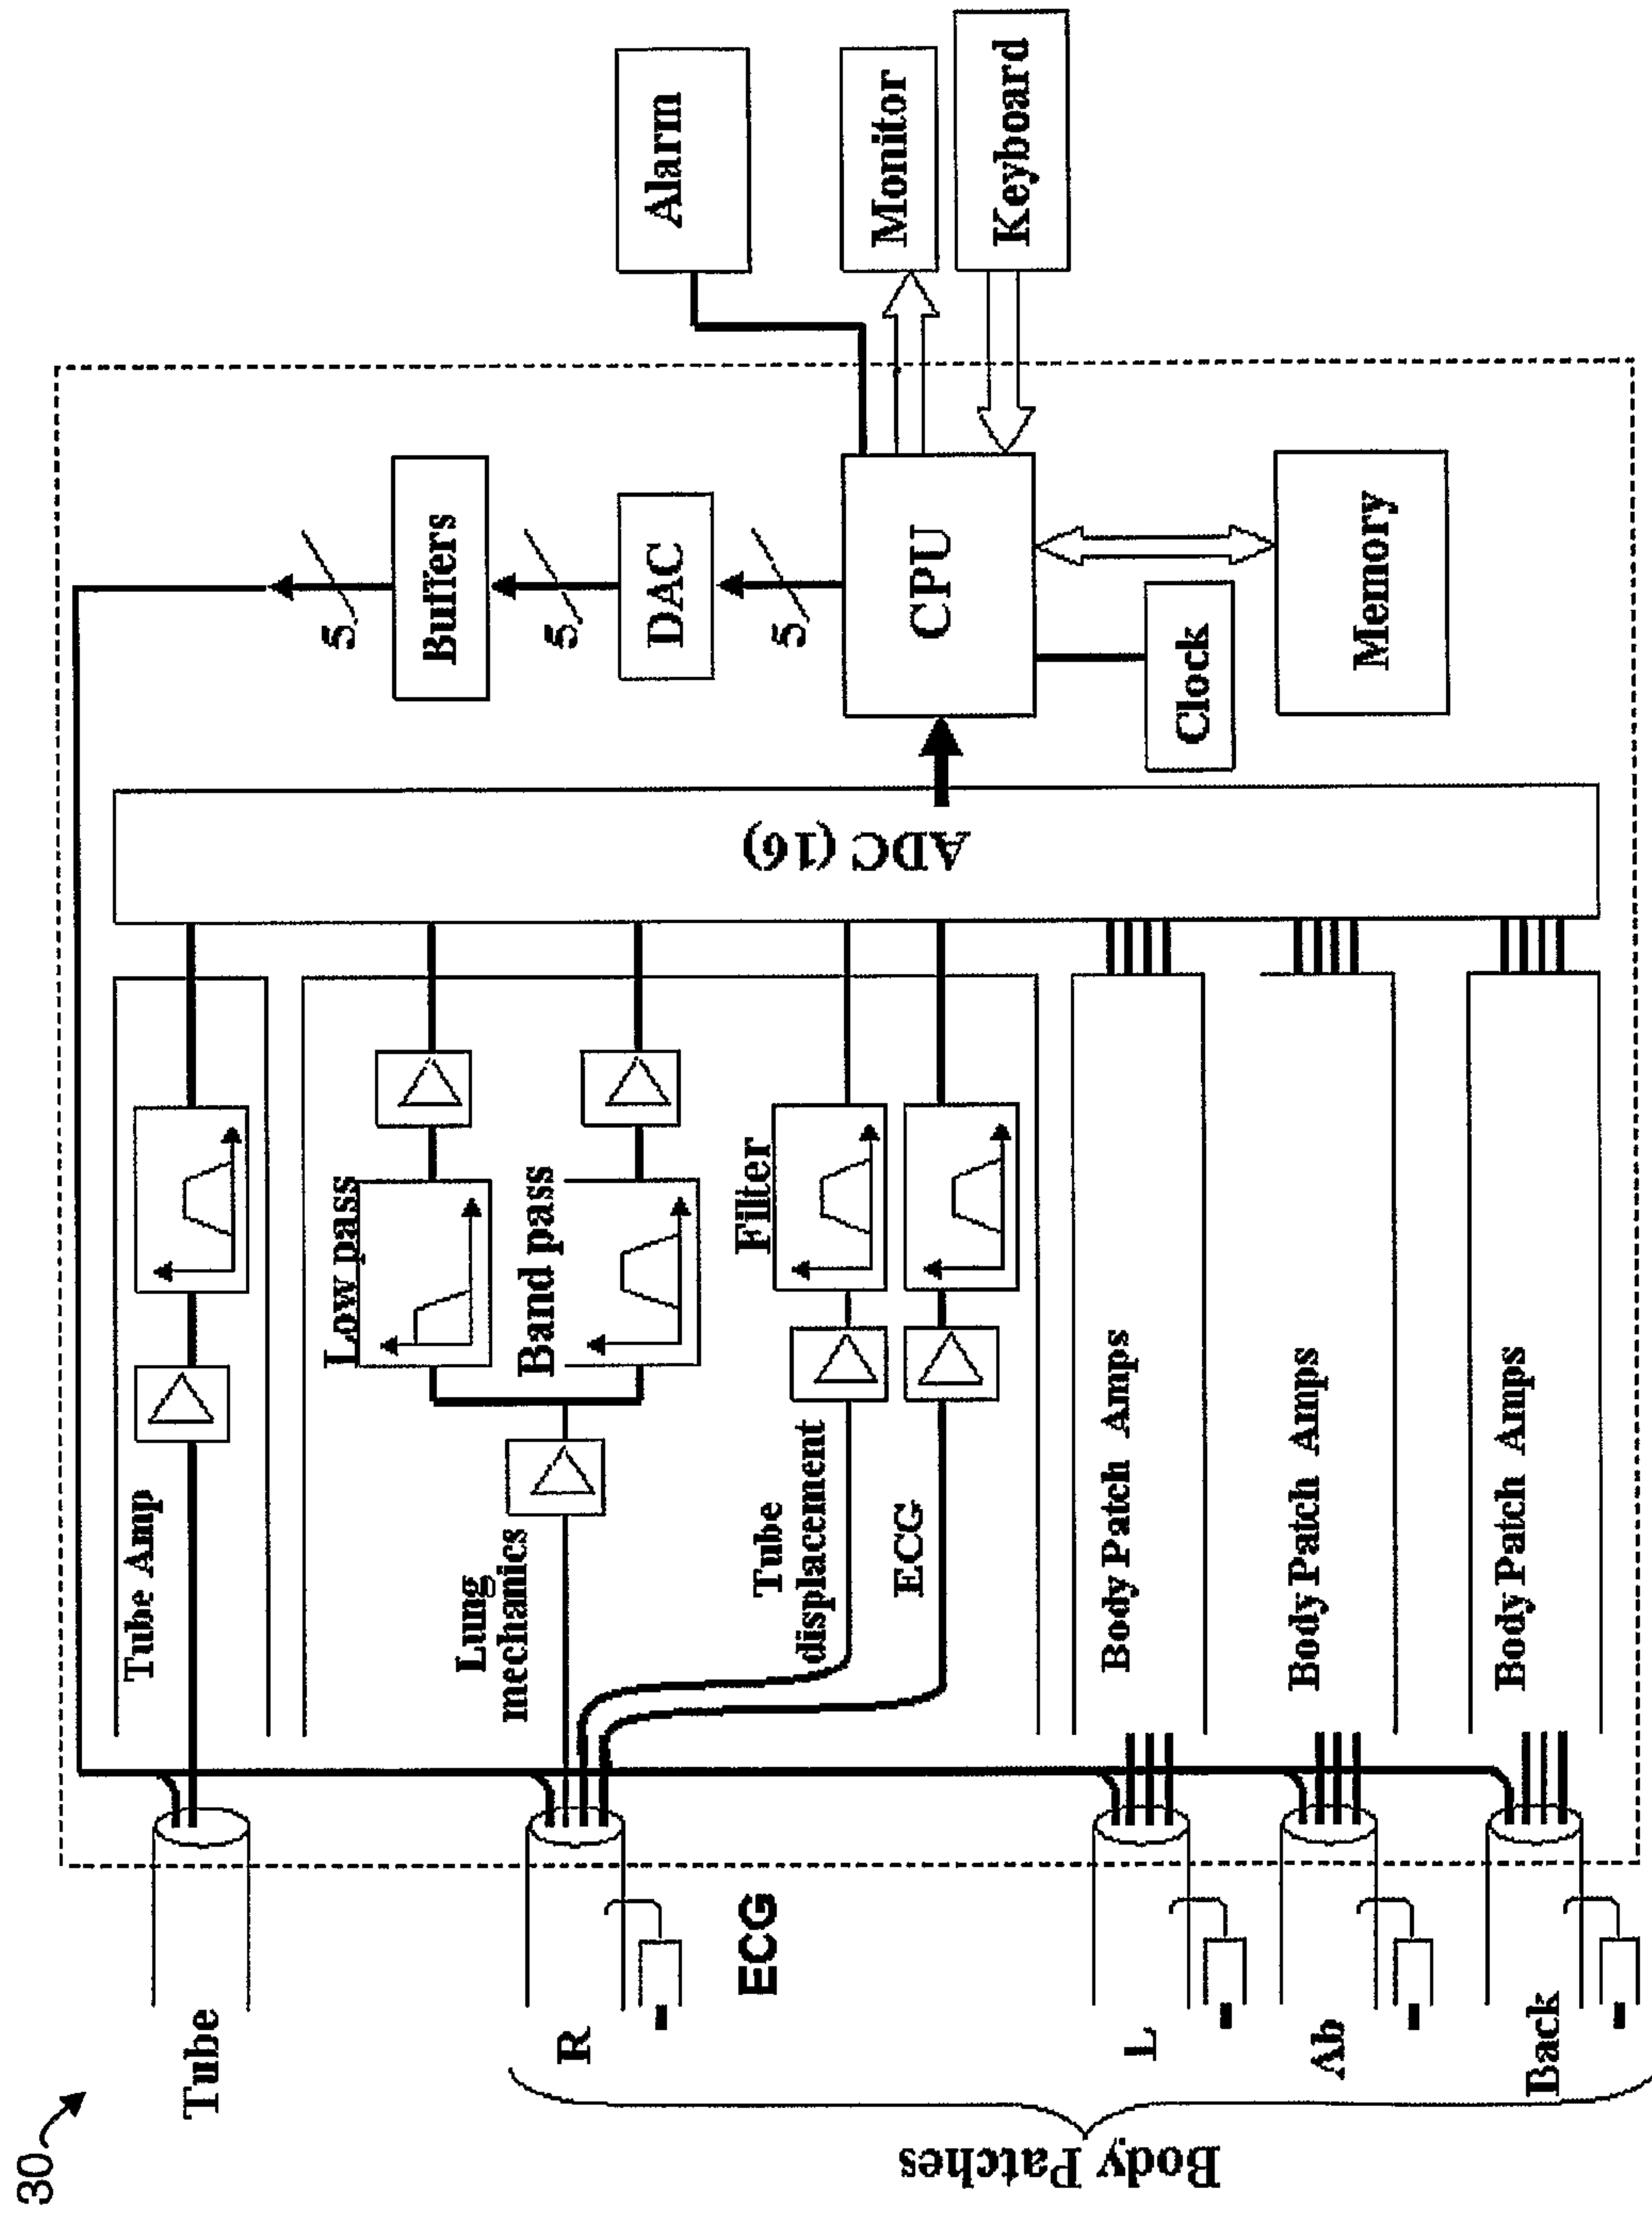 30
Tube
Tube Amp
Low pass
Lung
mechanics
Band pass
Tube
displacement
Filter
ECG
R
ECG
Body Patches
L
Body Patch Amps
Ab
Body Patch Amps
Back
Body Patch Amps
ADC (16)
5
Buffers
5
DAC
5
CPU
Clock
Memory
Alarm
Monitor
Keyboard